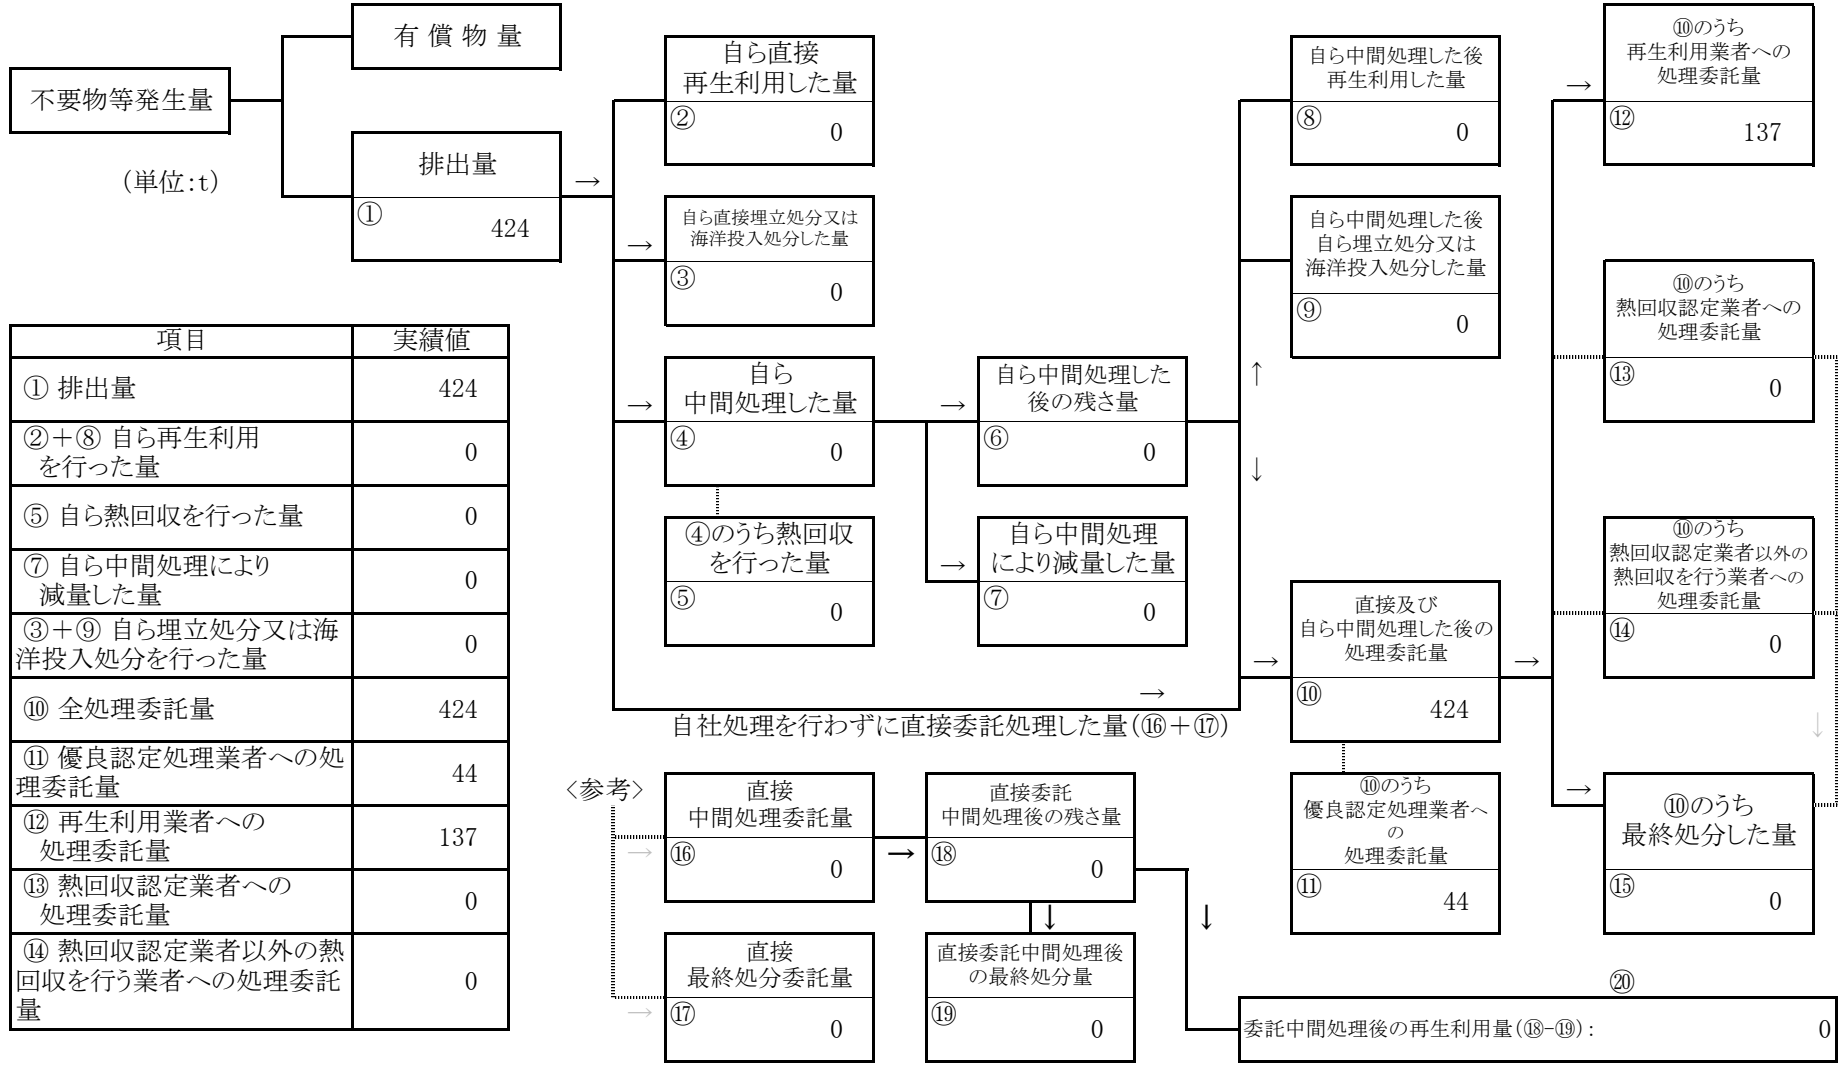 有 償 物 量
不要物等発生量
(単位:t)
排出量
①
424
→
自ら直接
再生利用した量
②
0
→
自ら直接埋立処分又は
海洋投入処分した量
③
0
→
自ら
中間処理した量
④
0
④のうち熱回収
を行った量
⑤
0
→
自ら中間処理した
後の残さ量
⑥
0
→
自ら中間処理
により減量した量
⑦
0
自ら中間処理した後
再生利用した量
⑧
0
自ら中間処理した後
自ら埋立処分又は
海洋投入処分した量
⑨
0
↑
↓
→
自社処理を行わずに直接委託処理した量(⑯+⑰)
→
直接及び
自ら中間処理した後の
処理委託量
⑩
424
⑩のうち
優良認定処理業者へ
の
処理委託量
⑪
44
→
→
⑩のうち
再生利用業者への
処理委託量
⑫
137
⑩のうち
熱回収認定業者への
処理委託量
⑬
0
⑩のうち
熱回収認定業者以外の
熱回収を行う業者への
処理委託量
⑭
0
↓
→
⑩のうち
最終処分した量
⑮
0
項目 実績値
① 排出量 424
②+⑧ 自ら再生利用
を行った量 0
⑤ 自ら熱回収を行った量 0
⑦ 自ら中間処理により
減量した量 0
③+⑨ 自ら埋立処分又は海
洋投入処分を行った量 0
⑩ 全処理委託量 424
⑪ 優良認定処理業者への処
理委託量 44
⑫ 再生利用業者への
処理委託量 137
⑬ 熱回収認定業者への
処理委託量 0
⑭ 熱回収認定業者以外の熱
回収を行う業者への処理委託
量 0
<参考>
→
直接
中間処理委託量
⑯
0
→
直接
最終処分委託量
⑰
0
→
直接委託
中間処理後の残さ量
⑱
0
↓
直接委託中間処理後
の最終処分量
⑲
0
↓
⑳
委託中間処理後の再生利用量(⑱-⑲): 0